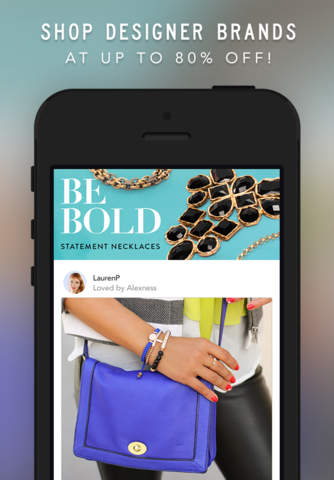 SHOP DESIGNER BRANDS
AT UP TO 80% OFF!
BE
BOLD
STATEMENT NECKLACES
LaurenP
Loved by Alexness